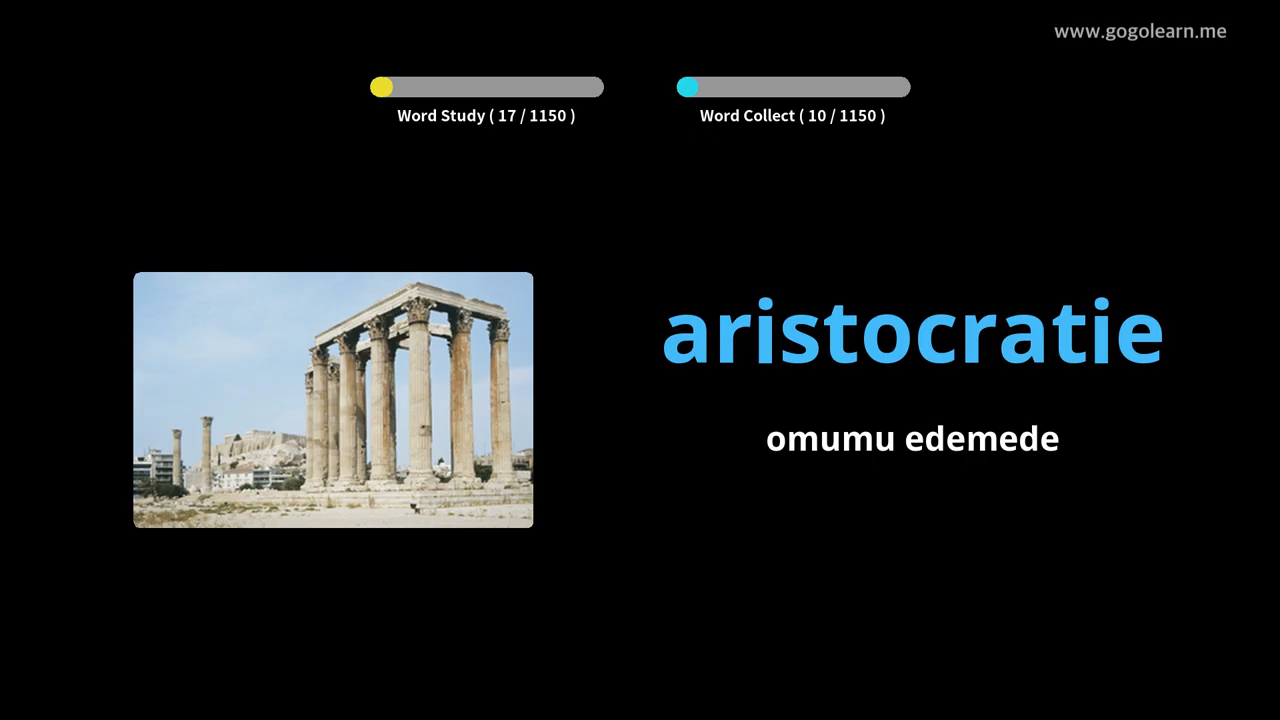 www.gogolearn.me
Word Study ( 17 / 1150 )
Word Collect ( 10 / 1150 )
aristocratie
omumu edemede